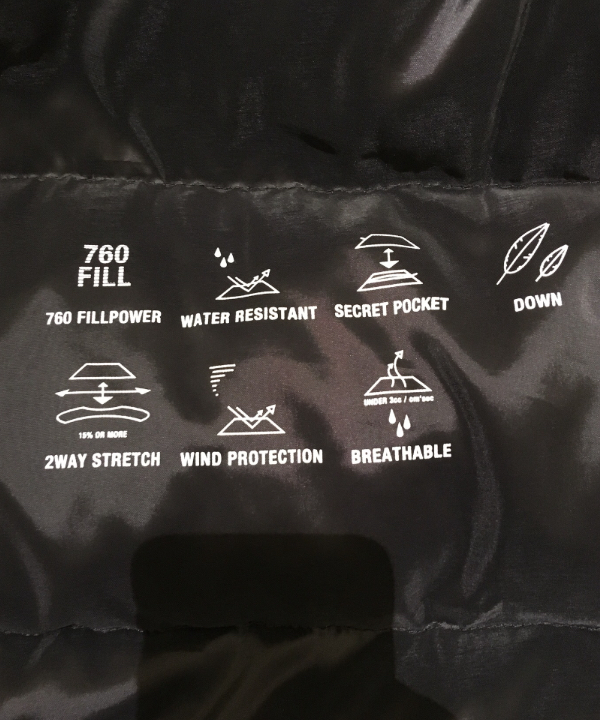 760
FILL
760 FILLPOWER
WATER RESISTANT
SECRET POCKET
DOWN
15% OR MORE
2WAY STRETCH
WIND PROTECTION
UNDER 3cc / cm²sec
BREATHABLE